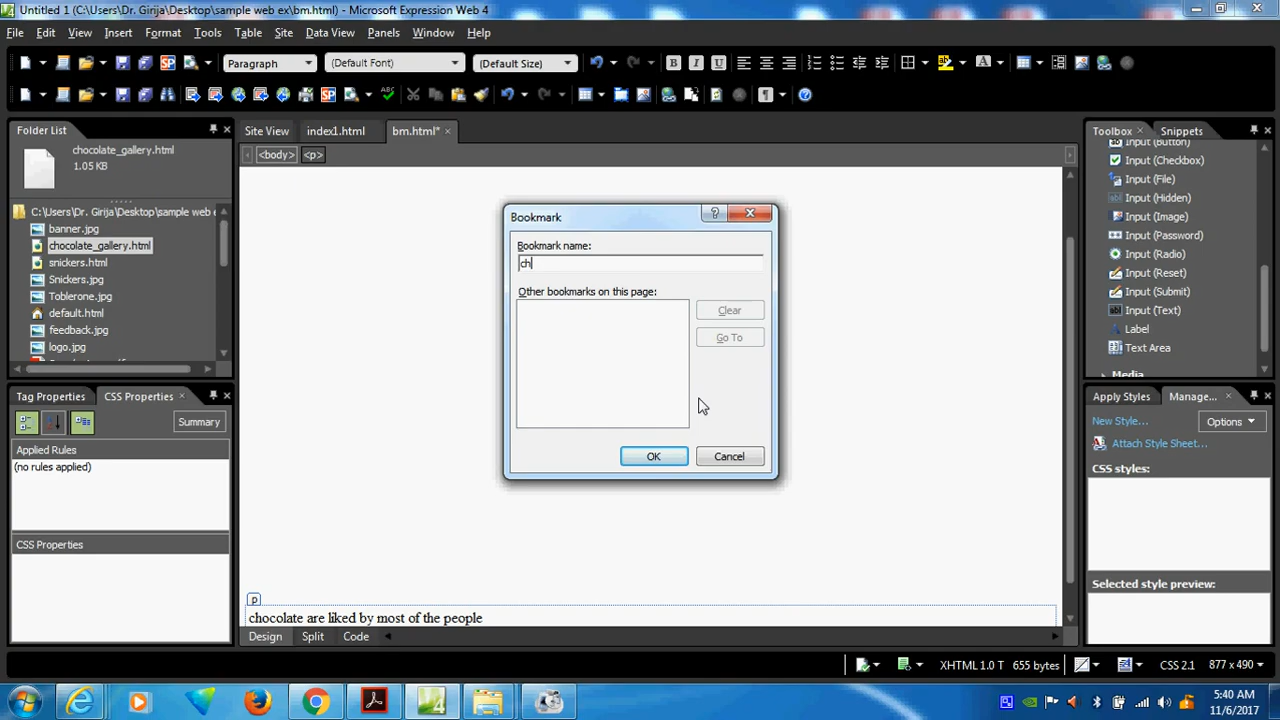 Untitled 1 (C:\Users\Dr. Girija\Desktop\sample web ex\bm.html) - Microsoft Expression Web 4
File Edit View Insert Format Tools Table Site Data View Panels Window Help
Paragraph (Default Font) (Default Size) B I U A
Folder List
chocolate_gallery.html
1.05 KB
C:\Users\Dr. Girija\Desktop\sample web e
banner.jpg
chocolate_gallery.html
snickers.html
Snickers.jpg
Toblerone.jpg
default.html
feedback.jpg
logo.jpg
Tag Properties CSS Properties
Summary
Applied Rules
(no rules applied)
CSS Properties
Site View index1.html bm.html*
<body> <p>
Bookmark
Bookmark name:
ch
Other bookmarks on this page:
Clear
Go To
OK Cancel
p
chocolate are liked by most of the people
Design Split Code
Toolbox Snippets
Input (Button)
Input (Checkbox)
Input (File)
Input (Hidden)
Input (Image)
Input (Password)
Input (Radio)
Input (Reset)
Input (Submit)
Input (Text)
Label
Text Area
Media
Apply Styles Manage...
New Style... Options
Attach Style Sheet...
CSS styles:
Selected style preview:
XHTML 1.0 T 655 bytes CSS 2.1 877 × 490
5:40 AM
11/6/2017